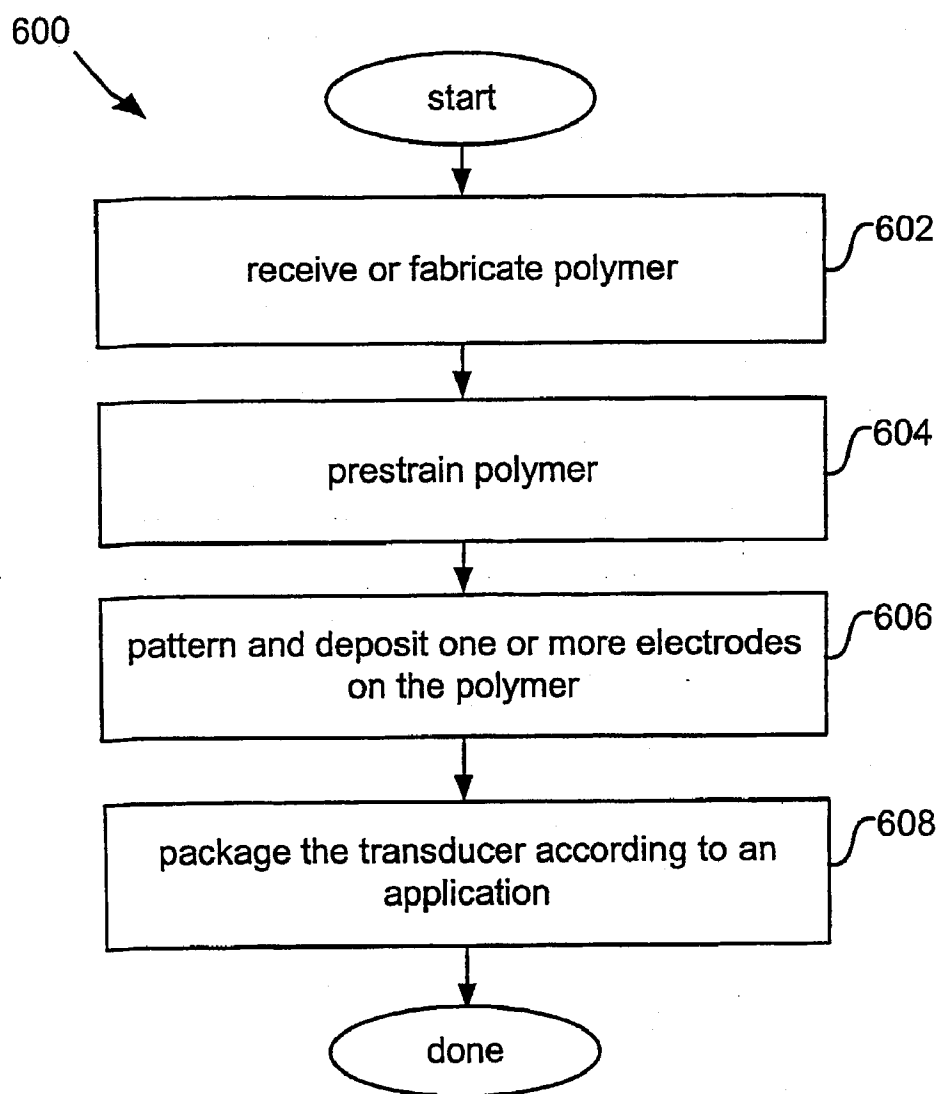 600
start
602
receive or fabricate polymer
604
prestrain polymer
606
pattern and deposit one or more electrodes
on the polymer
608
package the transducer according to an
application
done